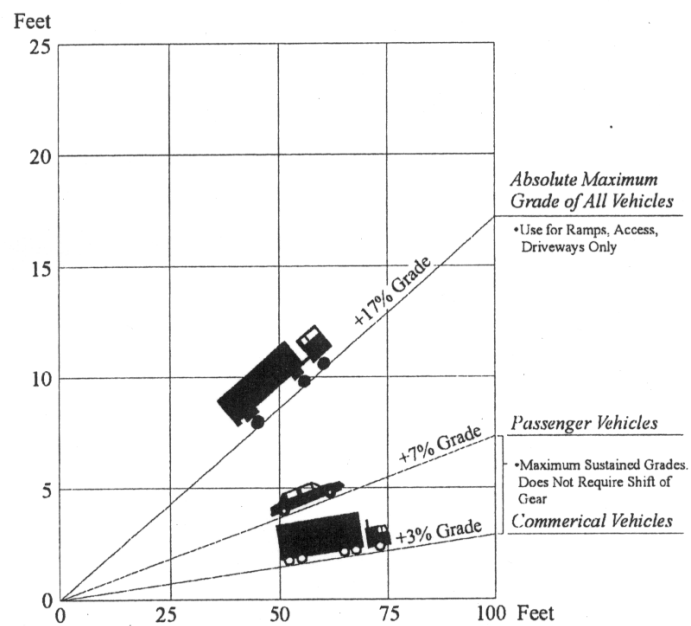 Feet
25
20
15
10
5
0
0
25
50
75
100
Feet
+17% Grade
+7% Grade
+3% Grade
Absolute Maximum
Grade of All Vehicles
•Use for Ramps, Access,
Driveways Only
Passenger Vehicles
•Maximum Sustained Grades.
Does Not Require Shift of
Gear
Commerical Vehicles